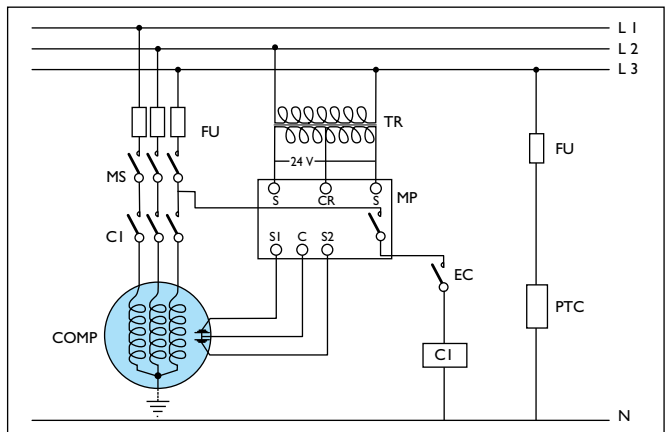 L 1
L 2
L 3
FU
TR
FU
24 V
MS
S CR S
MP
C1
S1 C S2
EC
PTC
COMP
C1
N